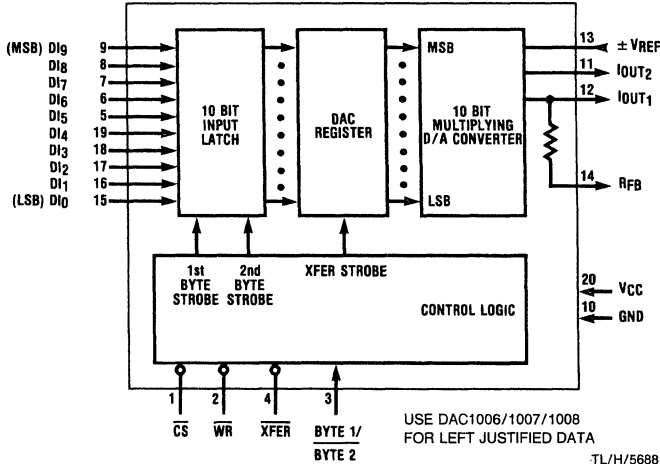 (MSB) DI9 9
DI8 8
DI7 7
DI6 6
DI5 5
DI4 19
DI3 18
DI2 17
DI1 16
(LSB) DI0 15
10 BIT
INPUT
LATCH
DAC
REGISTER
MSB
10 BIT
MULTIPLYING
D/A CONVERTER
LSB
13 ± VREF
11 IOUT2
12 IOUT1
14 RFB
1st
BYTE
STROBE
2nd
BYTE
STROBE
XFER STROBE
CONTROL LOGIC
20 VCC
10 GND
1 2 4 3
CS WR XFER BYTE 1/
BYTE 2
USE DAC1006/1007/1008
FOR LEFT JUSTIFIED DATA
TL/H/5688